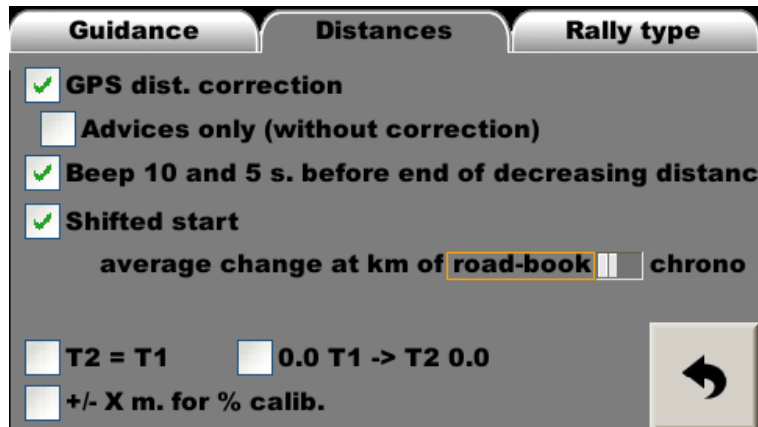 Guidance Distances Rally type
GPS dist. correction
Advices only (without correction)
Beep 10 and 5 s. before end of decreasing distanc
Shifted start
average change at km of road-book chrono
T2 = T1 0.0 T1 -> T2 0.0
+/- X m. for % calib.